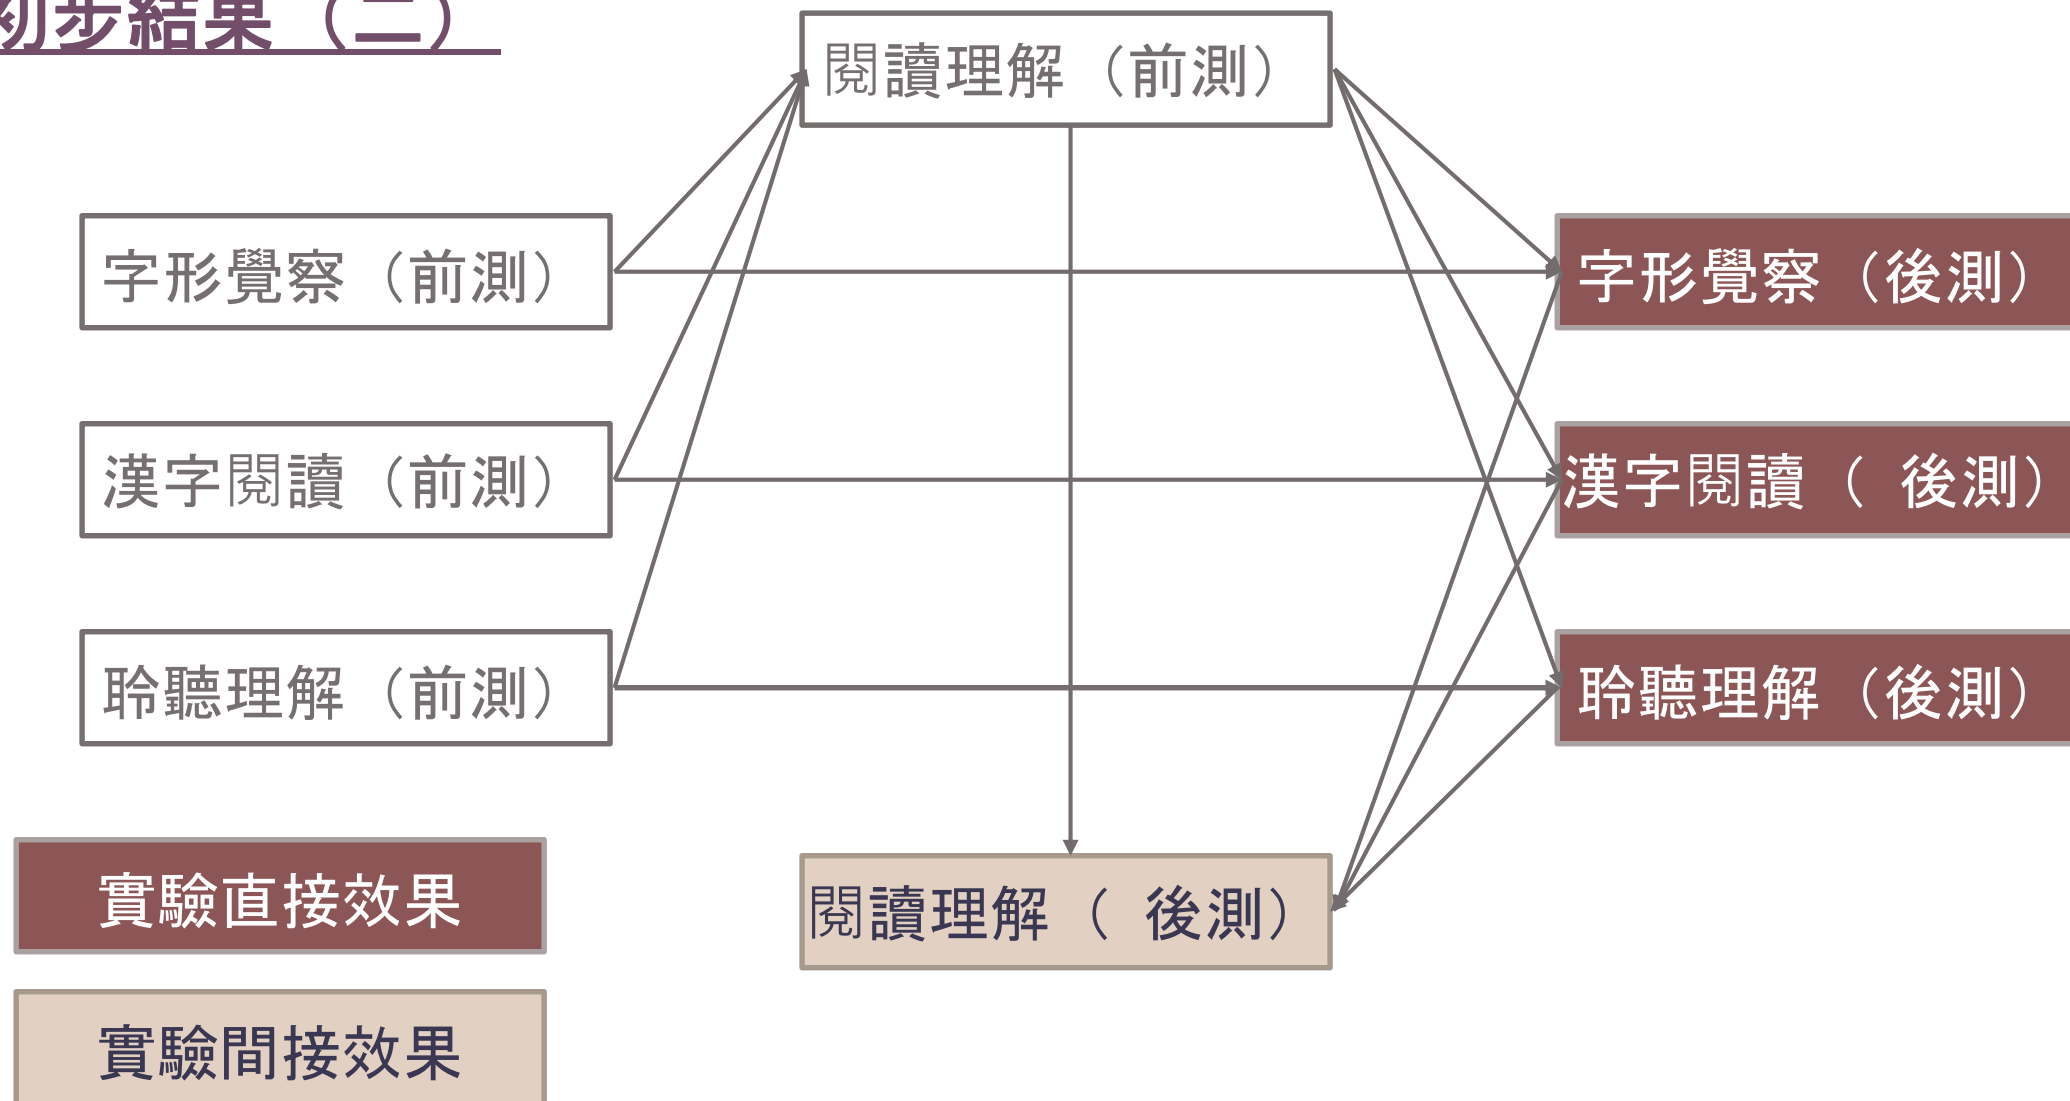 初步結果（二）
閱讀理解（前測）
字形覺察（前測）
字形覺察（後測）
漢字閱讀（前測）
漢字閱讀（ 後測）
聆聽理解（前測）
聆聽理解（後測）
實驗直接效果
閱讀理解（ 後測）
實驗間接效果